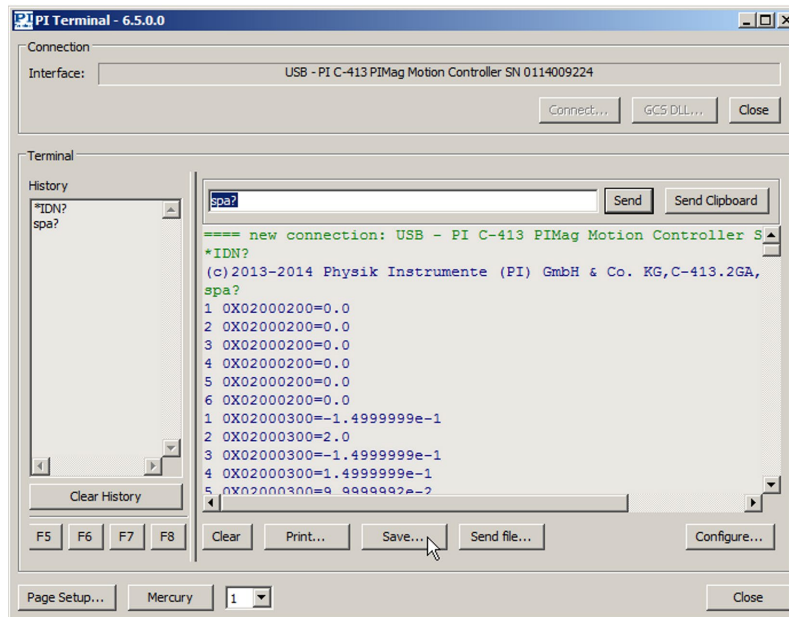 PI Terminal - 6.5.0.0
Connection
Interface: USB - PI C-413 PIMag Motion Controller SN 0114009224
Connect... GCS DLL... Close
Terminal
History
*IDN?
spa?
spa? Send Send Clipboard
==== new connection: USB - PI C-413 PIMag Motion Controller S
*IDN?
(c)2013-2014 Physik Instrumente (PI) GmbH & Co. KG,C-413.2GA,
spa?
1 0X02000200=0.0
2 0X02000200=0.0
3 0X02000200=0.0
4 0X02000200=0.0
5 0X02000200=0.0
6 0X02000200=0.0
1 0X02000300=-1.4999999e-1
2 0X02000300=2.0
3 0X02000300=-1.4999999e-1
4 0X02000300=1.4999999e-1
5 0X02000300=9.9999992e-2
Clear History
F5 F6 F7 F8 Clear Print... Save... Send file... Configure...
Page Setup... Mercury 1 Close